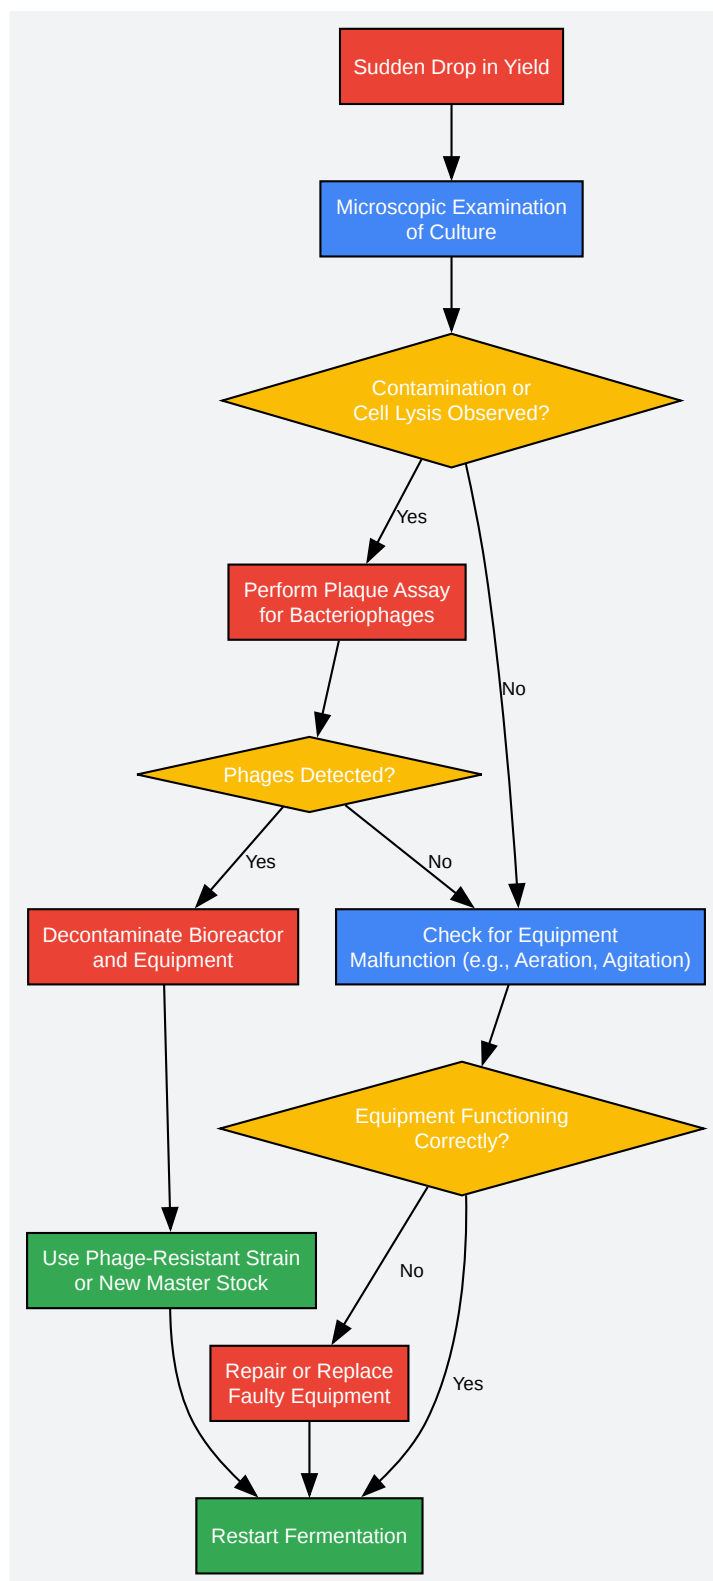 Sudden Drop in Yield
Microscopic Examination
of Culture
Contamination or
Cell Lysis Observed?
Yes
Perform Plaque Assay
for Bacteriophages
No
Phages Detected?
Yes
No
Decontaminate Bioreactor
and Equipment
Check for Equipment
Malfunction (e.g., Aeration, Agitation)
Equipment Functioning
Correctly?
Use Phage-Resistant Strain
or New Master Stock
No
Repair or Replace
Faulty Equipment
Yes
Restart Fermentation